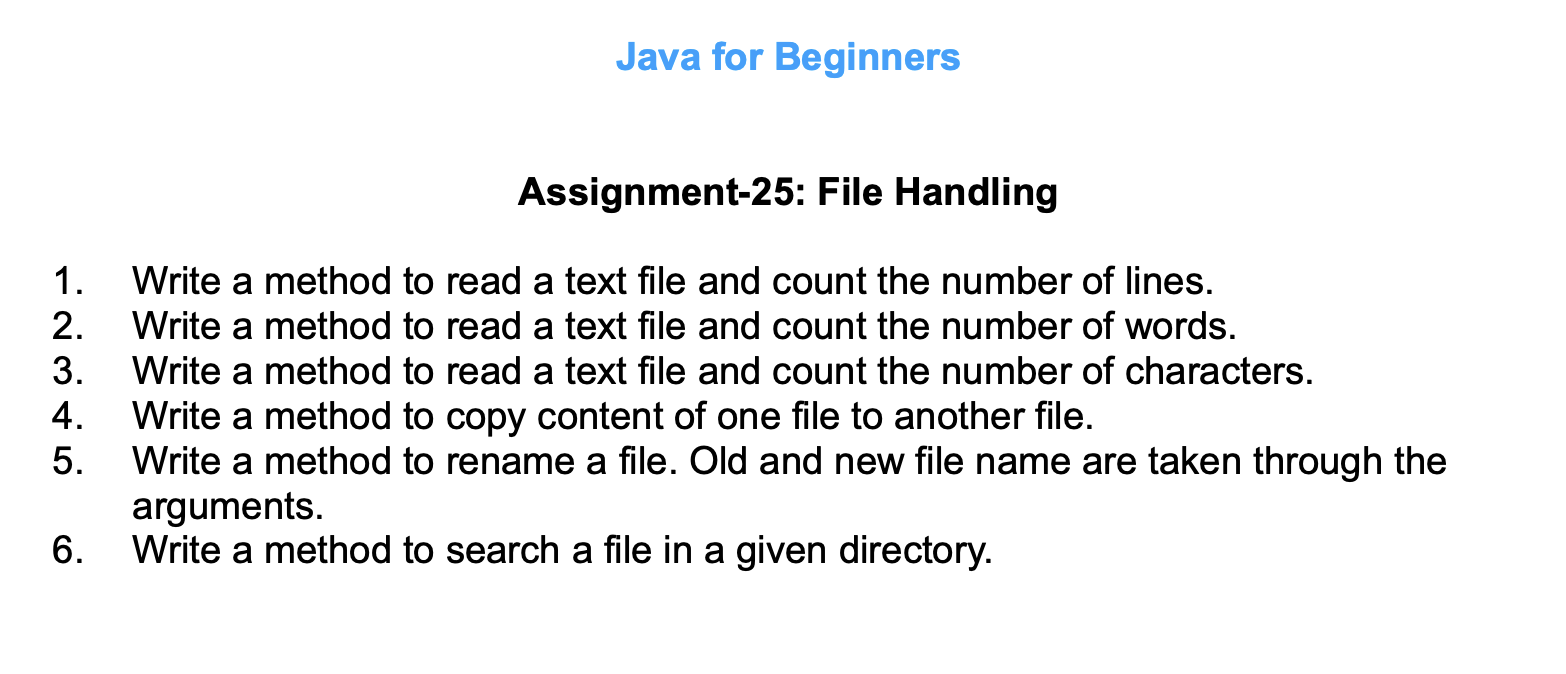 Java for Beginners
Assignment-25: File Handling
1. Write a method to read a text file and count the number of lines.
2. Write a method to read a text file and count the number of words.
3. Write a method to read a text file and count the number of characters.
4. Write a method to copy content of one file to another file.
5. Write a method to rename a file. Old and new file name are taken through the
arguments.
6. Write a method to search a file in a given directory.